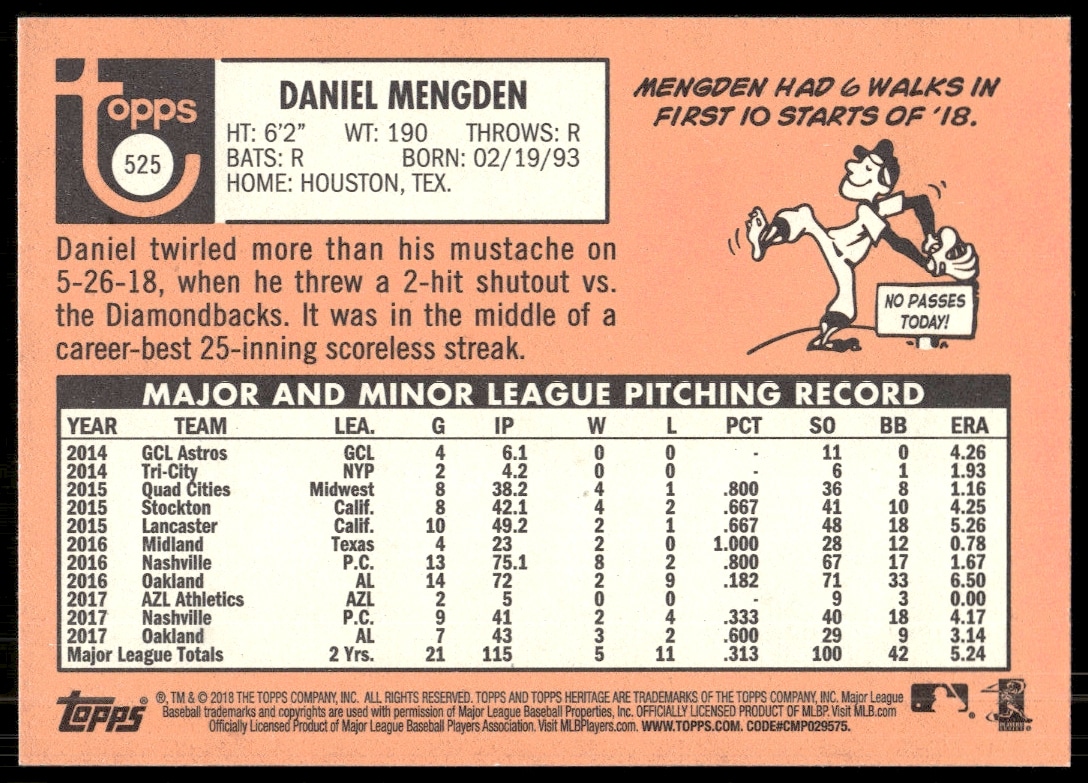 topps
525
DANIEL MENGDEN
HT: 6'2" WT: 190 THROWS: R
BATS: R BORN: 02/19/93
HOME: HOUSTON, TEX.
MENGDEN HAD 6 WALKS IN
FIRST 10 STARTS OF '18.
NO PASSES
TODAY!
Daniel twirled more than his mustache on
5-26-18, when he threw a 2-hit shutout vs.
the Diamondbacks. It was in the middle of a
career-best 25-inning scoreless streak.
MAJOR AND MINOR LEAGUE PITCHING RECORD
YEAR TEAM LEA. G IP W L PCT SO BB ERA
2014 GCL Astros GCL 4 6.1 0 0 - 11 0 4.26
2014 Tri-City NYP 2 4.2 0 0 - 6 1 1.93
2015 Quad Cities Midwest 8 38.2 4 1 .800 36 8 1.16
2015 Stockton Calif. 8 42.1 4 2 .667 41 10 4.25
2015 Lancaster Calif. 10 49.2 2 1 .667 48 18 5.26
2016 Midland Texas 4 23 2 0 1.000 28 12 0.78
2016 Nashville P.C. 13 75.1 8 2 .800 67 17 1.67
2016 Oakland AL 14 72 2 9 .182 71 33 6.50
2017 AZL Athletics AZL 2 5 0 0 - 9 3 0.00
2017 Nashville P.C. 9 41 2 4 .333 40 18 4.17
2017 Oakland AL 7 43 3 2 .600 29 9 3.14
Major League Totals 2 Yrs. 21 115 5 11 .313 100 42 5.24
Topps®
®, TM & © 2018 THE TOPPS COMPANY, INC. ALL RIGHTS RESERVED. TOPPS AND TOPPS HERITAGE ARE TRADEMARKS OF THE TOPPS COMPANY, INC. Major League
Baseball trademarks and copyrights are used with permission of Major League Baseball Properties, Inc. OFFICIALLY LICENSED PRODUCT OF MLBP. Visit MLB.com
Officially Licensed Product of Major League Baseball Players Association. Visit MLBPlayers.com. WWW.TOPPS.COM. CODE#CMP029575.